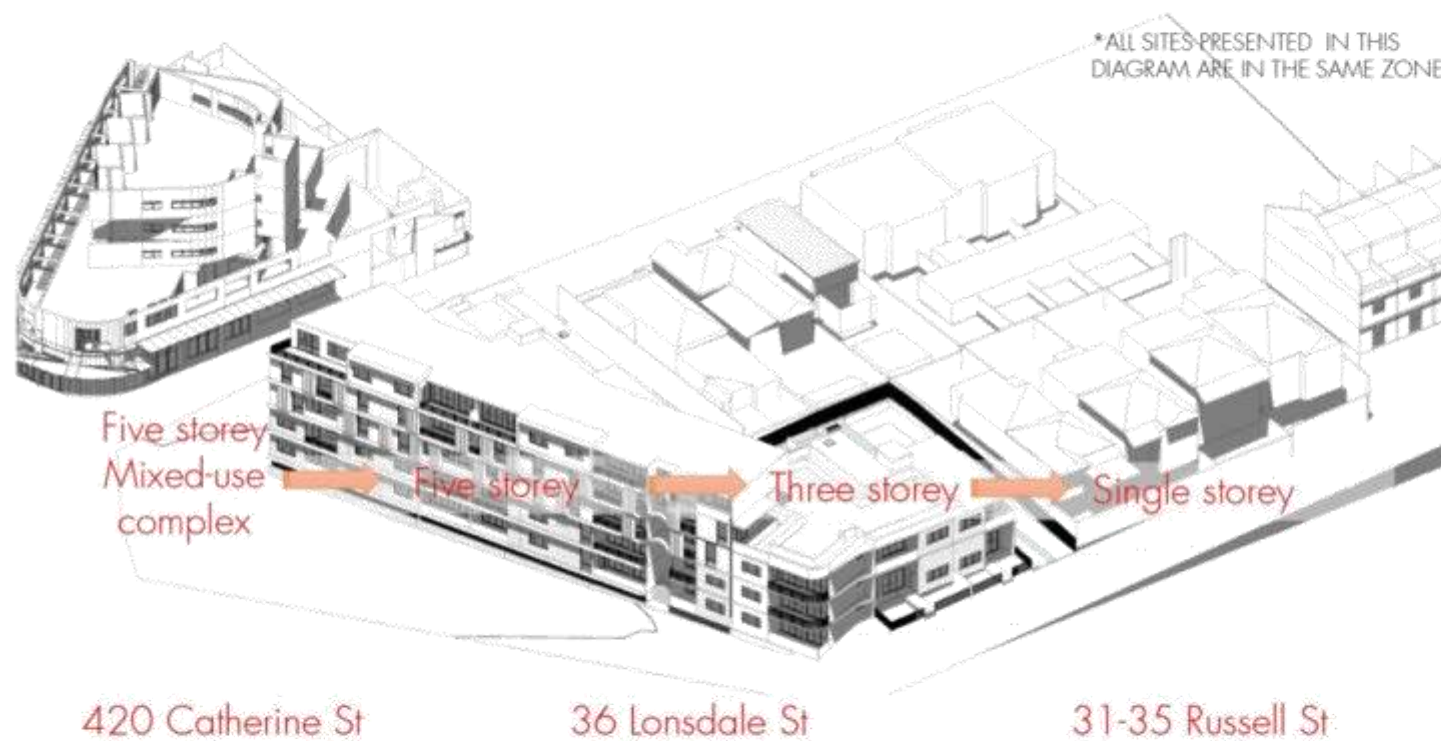 *ALL SITES PRESENTED IN THIS
DIAGRAM ARE IN THE SAME ZONE
Five storey
Mixed-use
complex
Five storey
Three storey
Single storey
420 Catherine St
36 Lonsdale St
31-35 Russell St